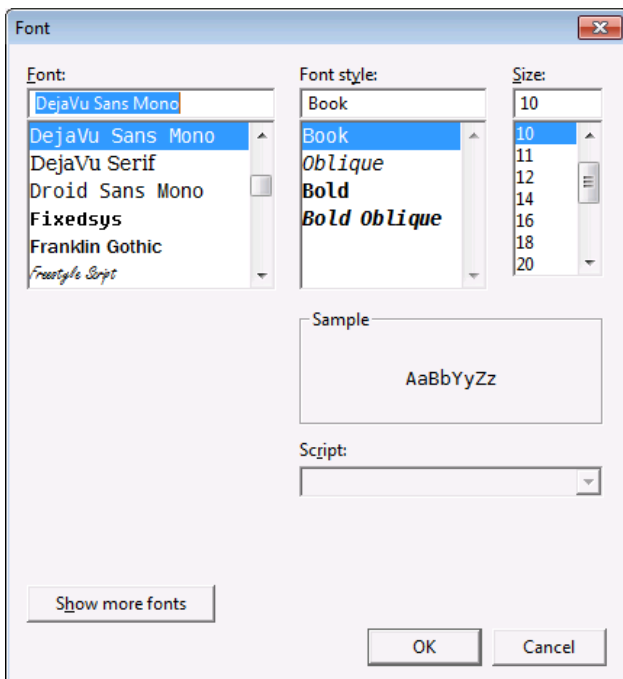 Font
Font:
DejaVu Sans Mono
DejaVu Sans Mono
DejaVu Serif
Droid Sans Mono
Fixedsys
Franklin Gothic
Freestyle Script
Font style:
Book
Book
Oblique
Bold
Bold Oblique
Size:
10
10
11
12
14
16
18
20
Sample
AaBbYyZz
Script:
Show more fonts
OK
Cancel